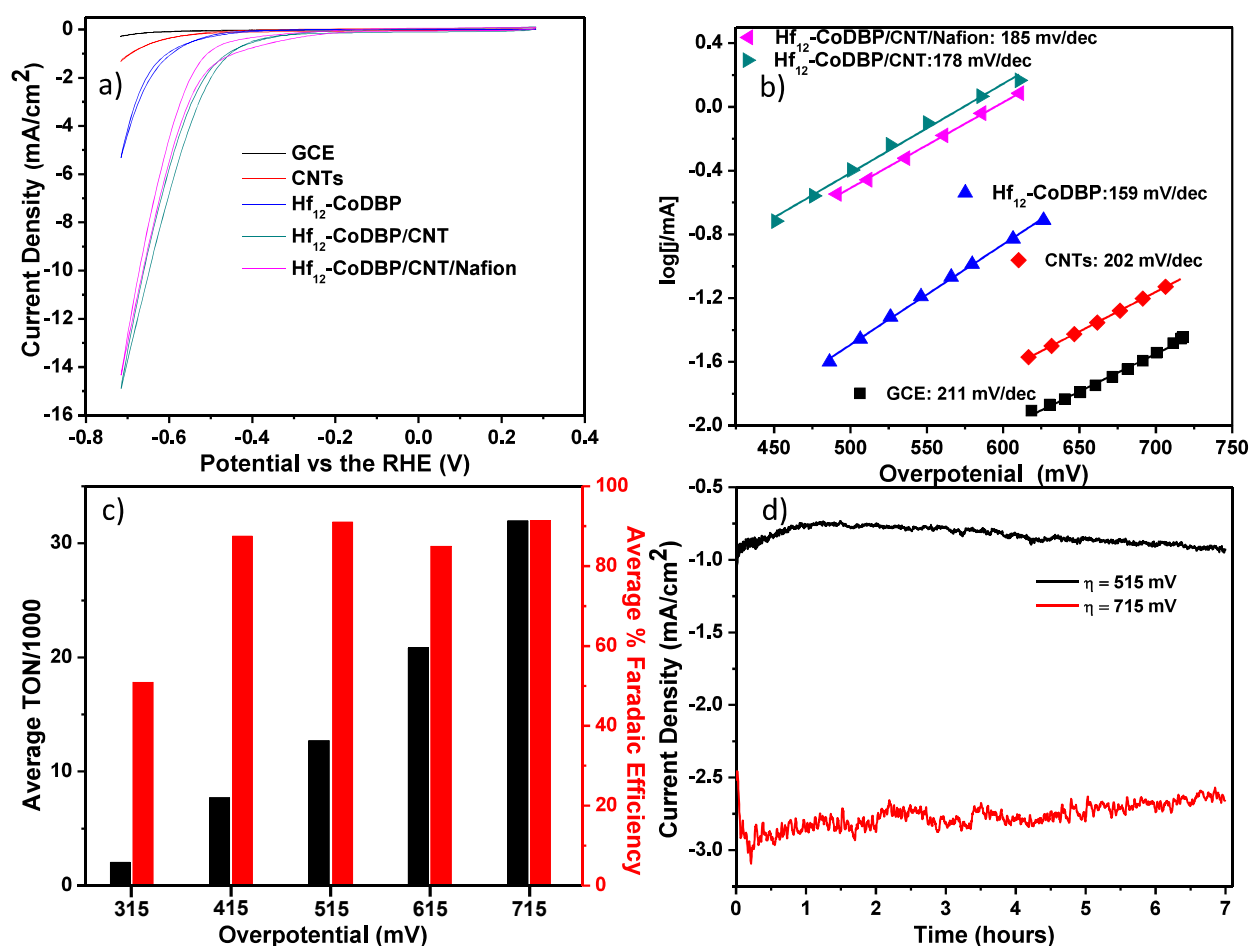 a)
0
-2
-4
-6
-8
-10
-12
-14
-16
-0.8 -0.6 -0.4 -0.2 0.0 0.2 0.4
Current Density (mA/cm²)
Potential vs the RHE (V)
GCE
CNTs
Hf₁₂-CoDBP
Hf₁₂-CoDBP/CNT
Hf₁₂-CoDBP/CNT/Nafion
b)
Hf₁₂-CoDBP/CNT/Nafion: 185 mv/dec
Hf₁₂-CoDBP/CNT:178 mV/dec
Hf₁₂-CoDBP:159 mV/dec
CNTs: 202 mV/dec
GCE: 211 mV/dec
0.4
0.0
-0.4
-0.8
-1.2
-1.6
-2.0
450 500 550 600 650 700 750
log[j/mA]
Overpotenial (mV)
c)
30
20
10
0
100
80
60
40
20
0
315 415 515 615 715
Average TON/1000
Average % Faradaic Efficiency
Overpotential (mV)
d)
-0.5
-1.0
-1.5
-2.0
-2.5
-3.0
0 1 2 3 4 5 6 7
Current Density (mA/cm²)
Time (hours)
η = 515 mV
η = 715 mV